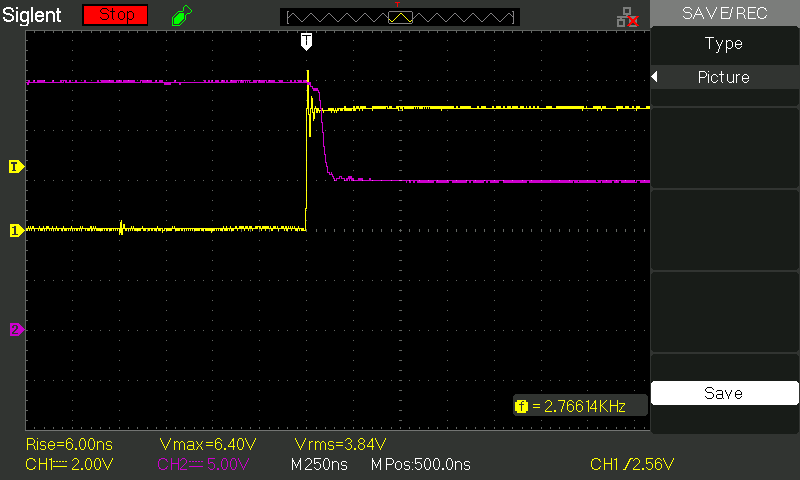 Siglent Stop T SAVE/REC
Type
Picture
T
1
2
f = 2.76614KHz
Save
Rise=6.00ns Vmax=6.40V Vrms=3.84V
CH1 2.00V CH2 5.00V M250ns MPos:500.0ns CH1 2.56V